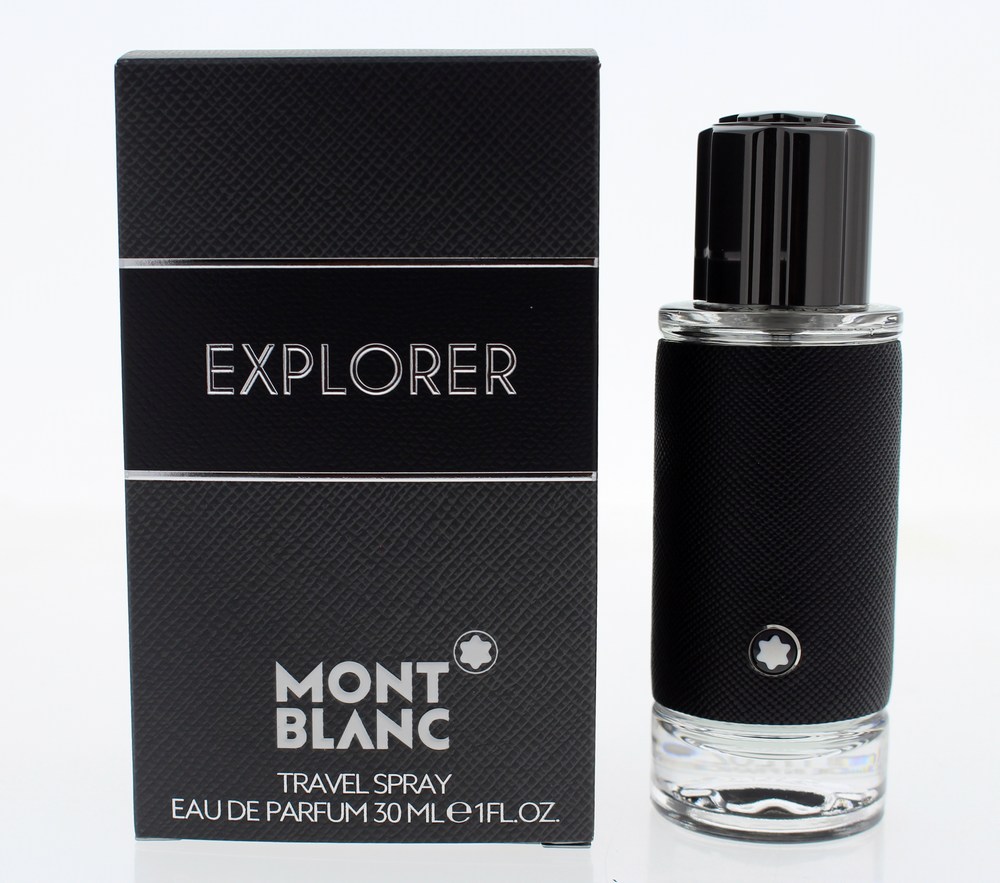 EXPLORER
MONT
BLANC
TRAVEL SPRAY
EAU DE PARFUM 30 ML℮1FL.OZ.